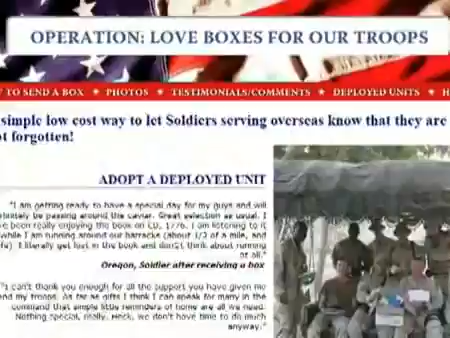 OPERATION: LOVE BOXES FOR OUR TROOPS
TO SEND A BOX ★ PHOTOS ★ TESTIMONIALS/COMMENTS ★ DEPLOYED UNITS ★ H
simple low cost way to let Soldiers serving overseas know that they are
ot forgotten!
ADOPT A DEPLOYED UNIT
"I am getting ready to have a special day for my guys and will
initely be passing around the caviar. Great selection as usual. I
ve been really enjoying the book on CD, 1776. I am listening to it
while I am running around our barracks (about 1/3 of a mile, and
fe) I literally get lost in the book and don't think about running
at all."
Oregon, Soldier after receiving a box
"I can't thank you enough for all the support you have given me
nd my troops. As far as gifts I think I can speak for many in the
command that simple little reminders of home are all we need.
Nothing special, really. Heck, we don't have time to do much
anyway."